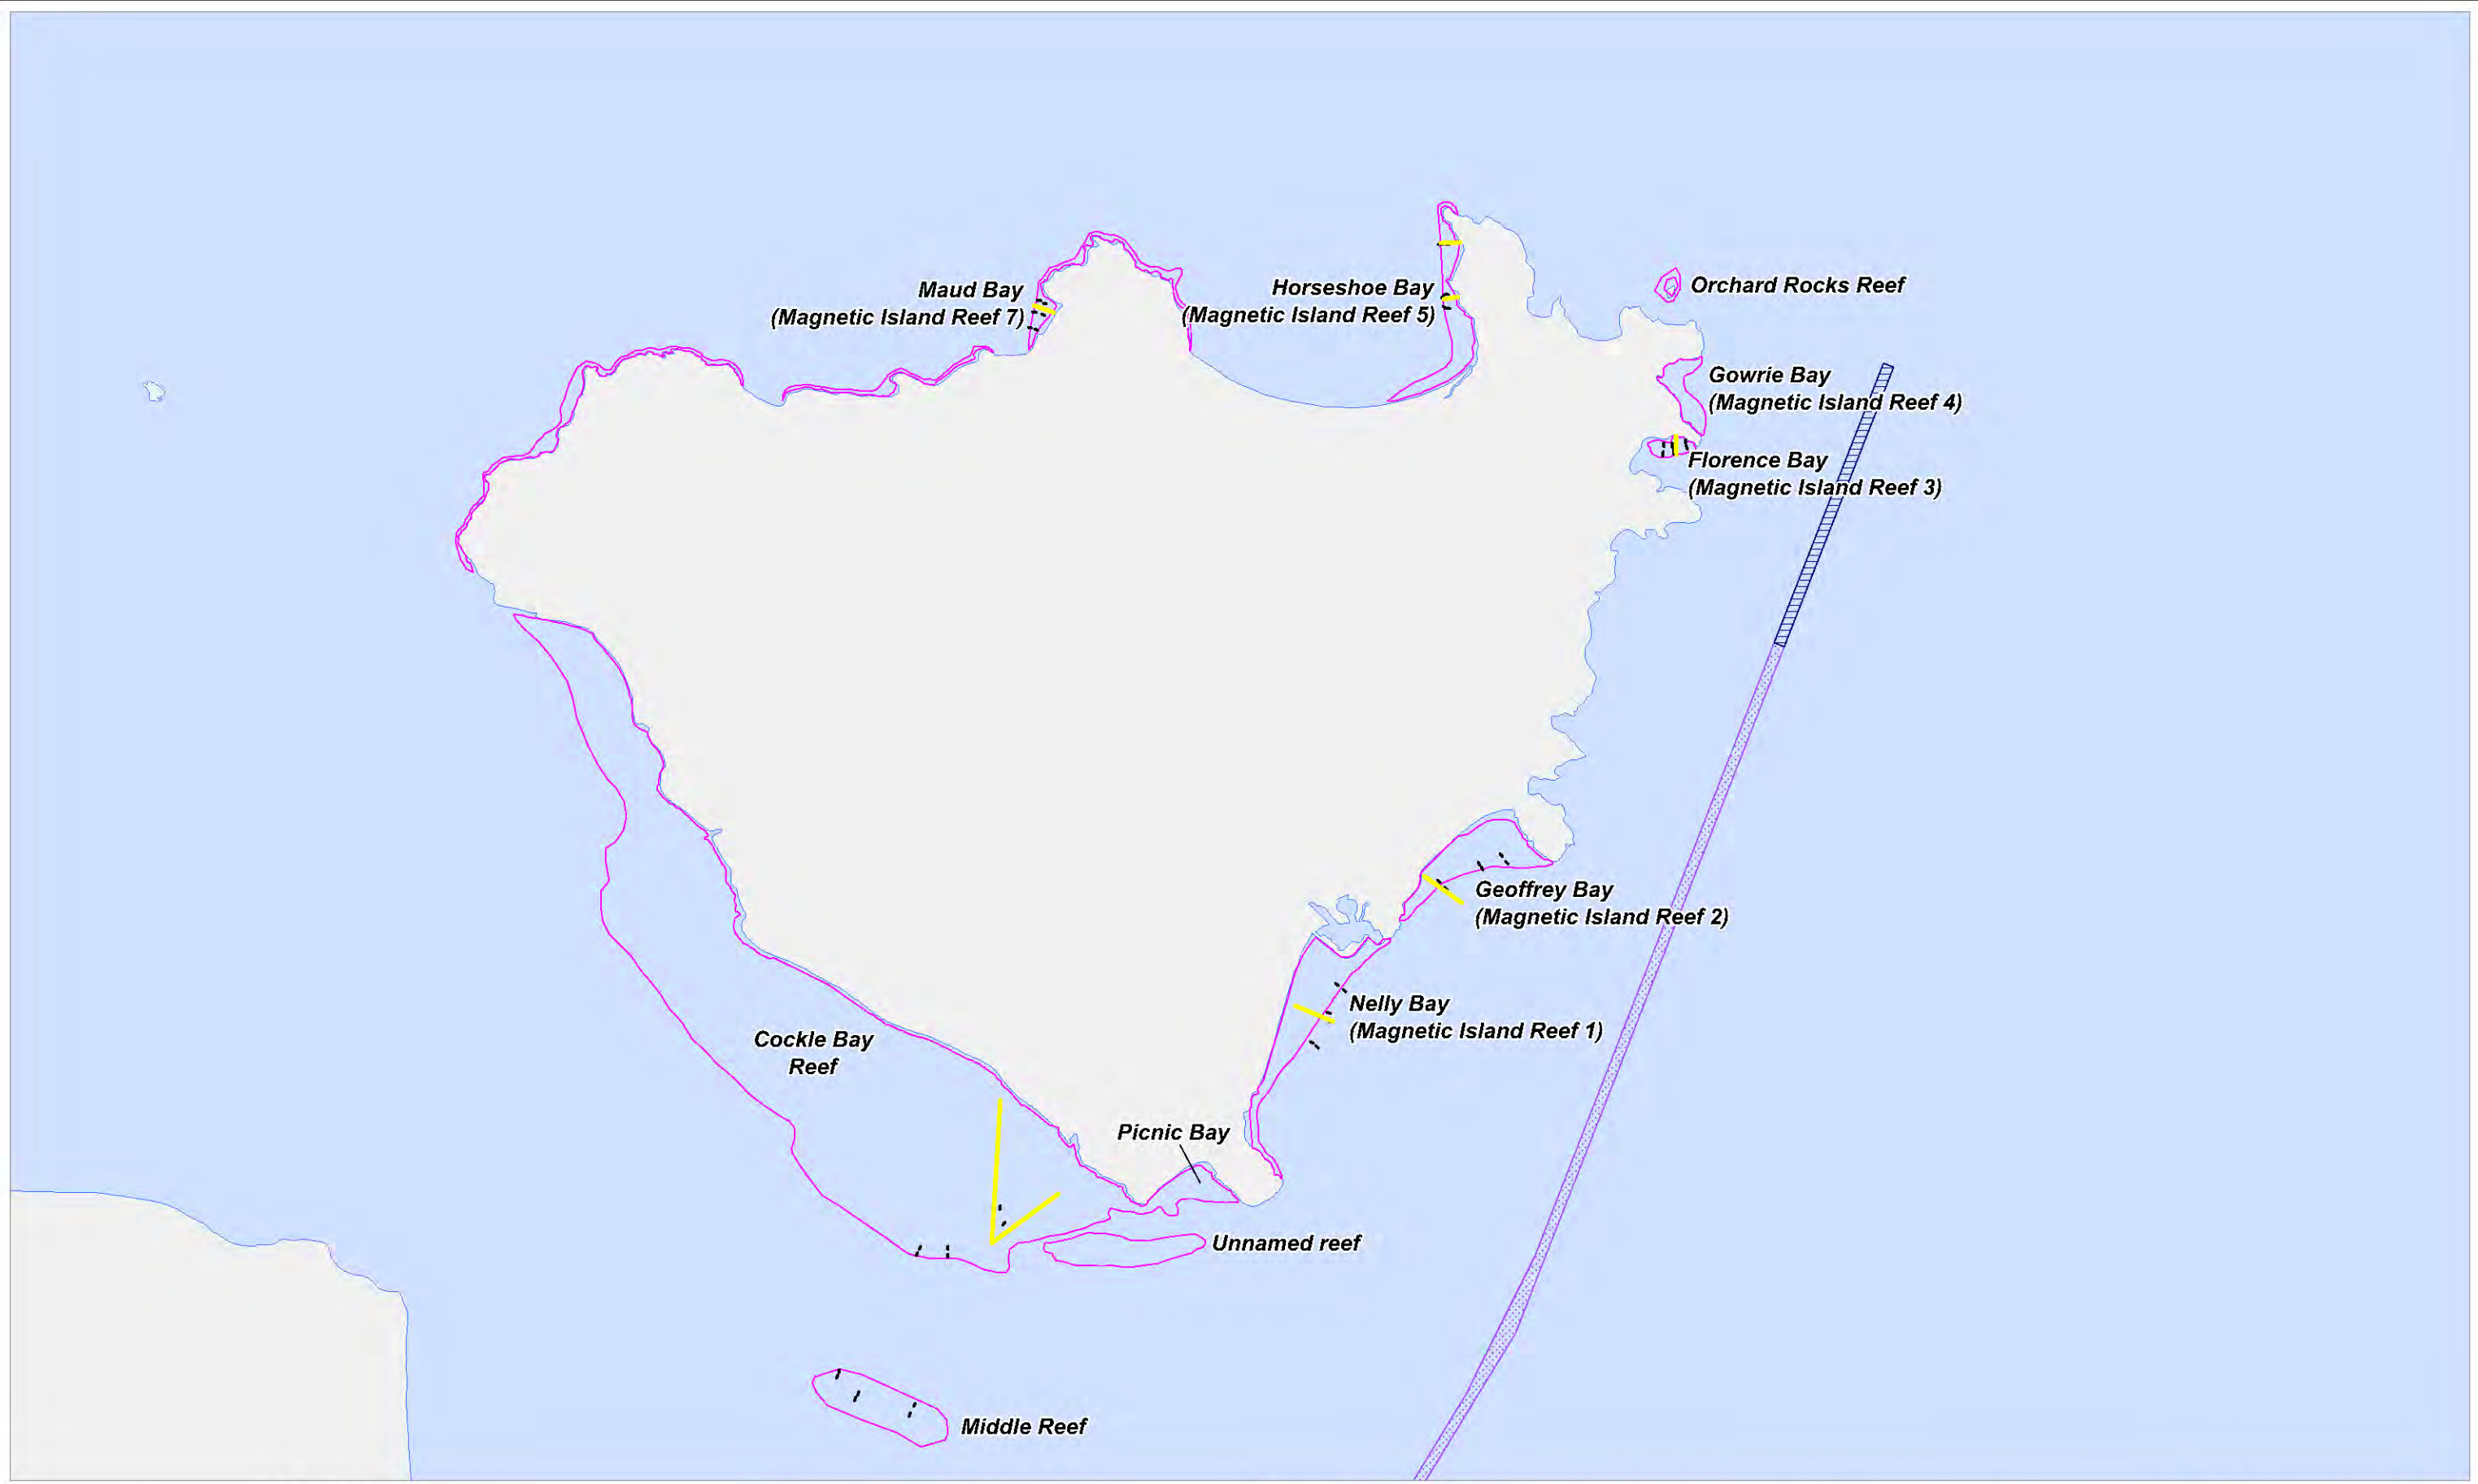 Maud Bay
(Magnetic Island Reef 7)
Horseshoe Bay
(Magnetic Island Reef 5)
Orchard Rocks Reef
Gowrie Bay
(Magnetic Island Reef 4)
Florence Bay
(Magnetic Island Reef 3)
Geoffrey Bay
(Magnetic Island Reef 2)
Nelly Bay
(Magnetic Island Reef 1)
Cockle Bay
Reef
Picnic Bay
Unnamed reef
Middle Reef